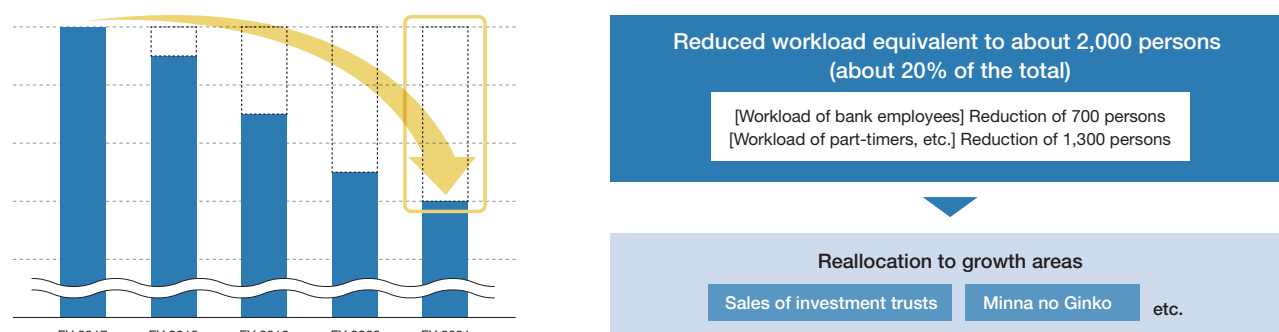 Reduced workload equivalent to about 2,000 persons
(about 20% of the total)
[Workload of bank employees] Reduction of 700 persons
[Workload of part-timers, etc.] Reduction of 1,300 persons
Reallocation to growth areas
Sales of investment trusts
Minna no Ginko
etc.